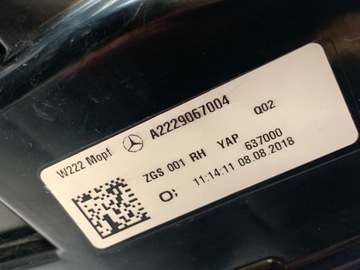 W222 Mopf A2229067004
ZGS 001 RH YAP 637000 Q02
O; 11:14:11 08.08.2018